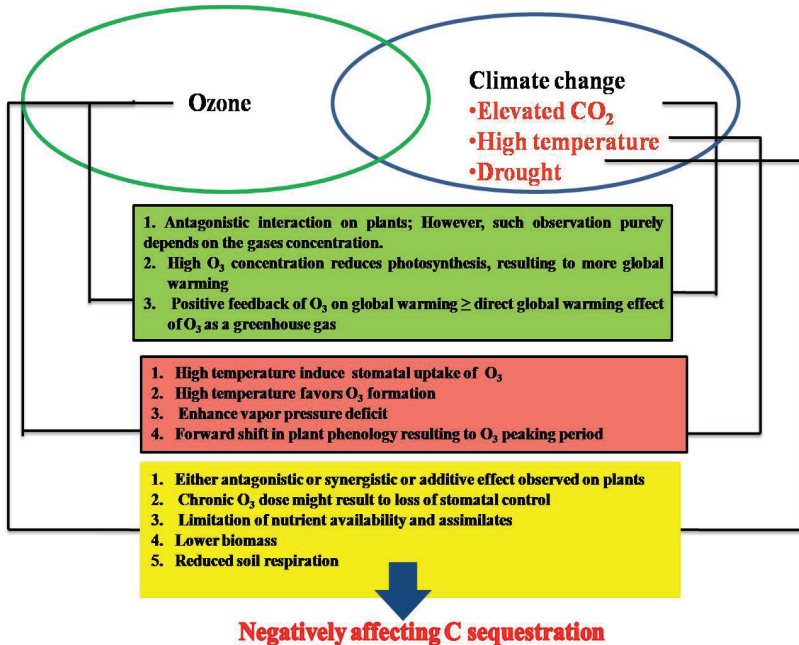 Ozone
Climate change
•Elevated CO₂
•High temperature
•Drought
1. Antagonistic interaction on plants; However, such observation purely
depends on the gases concentration.
2. High O₃ concentration reduces photosynthesis, resulting to more global
warming
3. Positive feedback of O₃ on global warming ≥ direct global warming effect
of O₃ as a greenhouse gas
1. High temperature induce stomatal uptake of O₃
2. High temperature favors O₃ formation
3. Enhance vapor pressure deficit
4. Forward shift in plant phenology resulting to O₃ peaking period
1. Either antagonistic or synergistic or additive effect observed on plants
2. Chronic O₃ dose might result to loss of stomatal control
3. Limitation of nutrient availability and assimilates
4. Lower biomass
5. Reduced soil respiration
Negatively affecting C sequestration